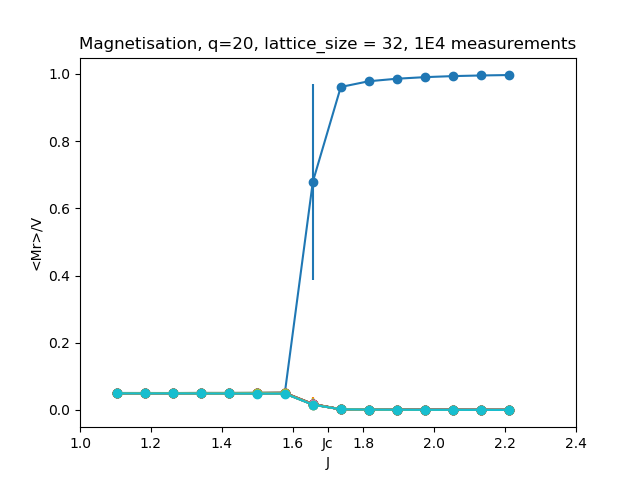 Magnetisation, q=20, lattice_size = 32, 1E4 measurements
<Mr>/V
1.0
0.8
0.6
0.4
0.2
0.0
1.0 1.2 1.4 1.6 Jc 1.8 2.0 2.2 2.4
J